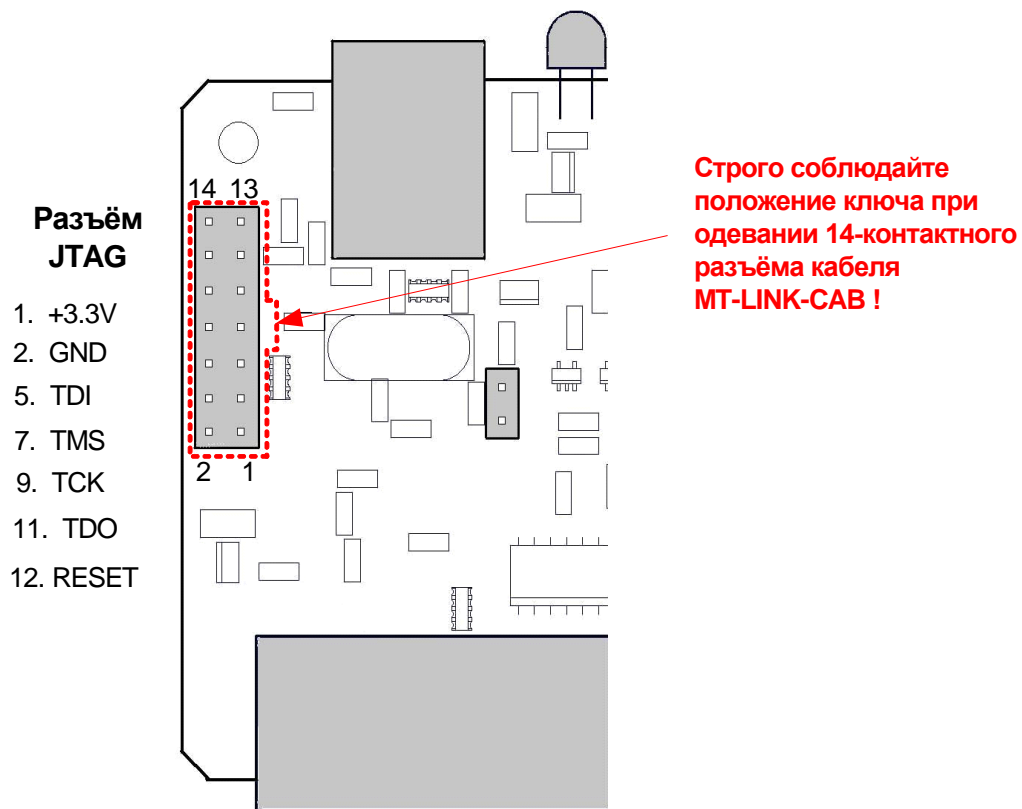 14 13
Разъём
JTAG
1. +3.3V
2. GND
5. TDI
7. TMS
9. TCK
11. TDO
12. RESET
2 1
Строго соблюдайте
положение ключа при
одевании 14-контактного
разъёма кабеля
MT-LINK-CAB !